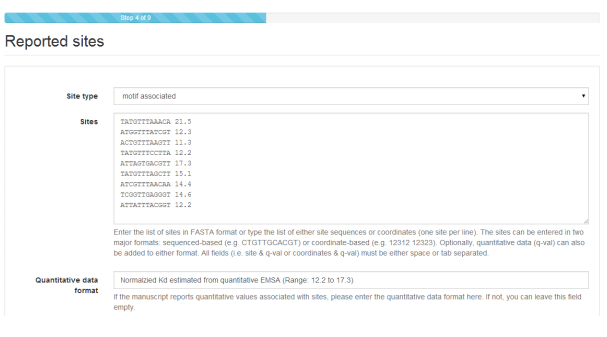 Step 4 of 9
Reported sites
Site type
motif associated
Sites
TATGTTTAAACA 21.5
ATGGTTTATCGT 12.3
ACTGTTTAAGTT 11.3
TATGTTTCCTTA 12.2
ATTAGTGACGTT 17.3
TATGTTTAGCTT 15.1
ATCGTTTAACAA 14.4
TCGGTTGAGGGT 14.6
ATTATTTACGGT 12.2
Enter the list of sites in FASTA format or type the list of either site sequences or coordinates (one site per line). The sites can be entered in two
major formats: sequenced-based (e.g. CTGTTGCACGT) or coordinate-based (e.g. 12312 12323). Optionally, quantitative data (q-val) can also
be added to either format. All fields (i.e. site & q-val or coordinates & q-val) must be either space or tab separated.
Quantitative data
format
Normalzied Kd estimated from quantitative EMSA (Range: 12.2 to 17.3)
If the manuscript reports quantitative values associated with sites, please enter the quantitative data format here. If not, you can leave this field
empty.